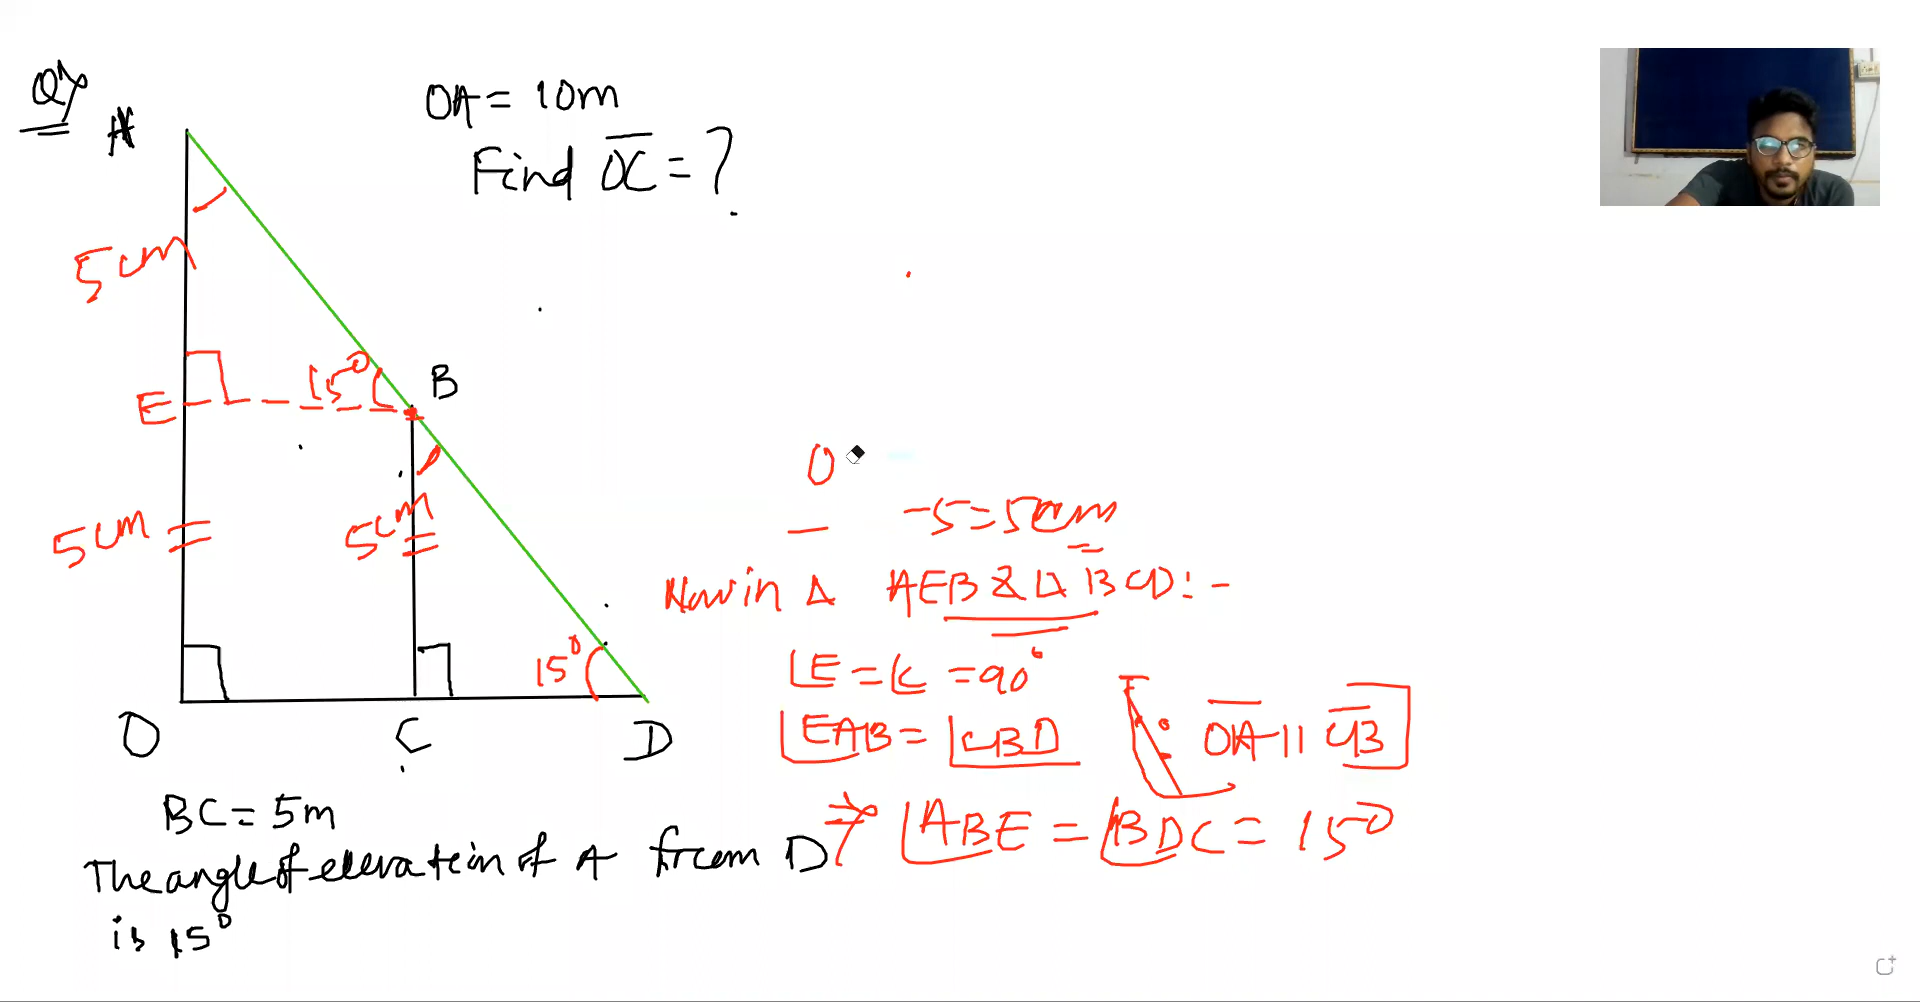 Q)
A
OA = 10m
Find OC = ?
5cm
15°
B
E
5cm
5cm
15°
O
C
D
BC = 5m
The angle of elevation of A from D
is 15°
O
— -5=5cm
Now in Δ AEB & Δ BCD:-
∠E = ∠C = 90°
∠EAB = ∠CBD
OA || CB
⇒ ∠ABE = ∠BDC = 15°